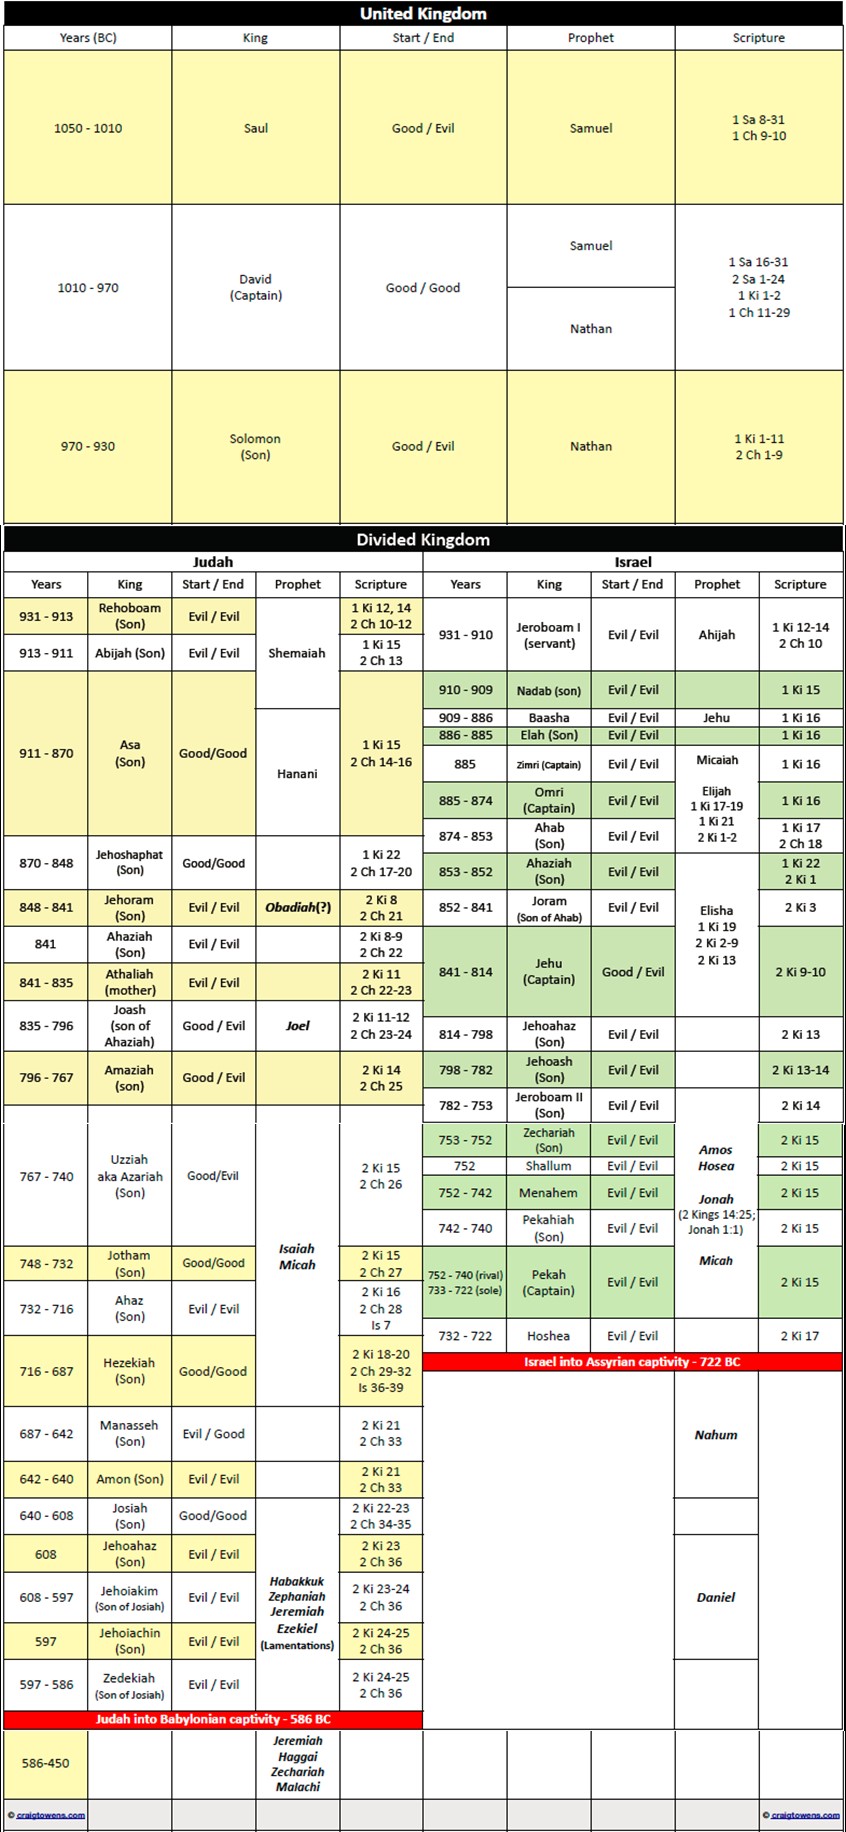 United Kingdom
Years (BC) King Start / End Prophet Scripture
1050 - 1010 Saul Good / Evil Samuel 1 Sa 8-31
1 Ch 9-10
1010 - 970 David
(Captain) Good / Good Samuel
Nathan
1 Sa 16-31
2 Sa 1-24
1 Ki 1-2
1 Ch 11-29
970 - 930 Solomon
(Son) Good / Evil Nathan 1 Ki 1-11
2 Ch 1-9
Divided Kingdom
Judah
Years King Start / End Prophet Scripture
931 - 913 Rehoboam
(Son) Evil / Evil 1 Ki 12, 14
2 Ch 10-12
913 - 911 Abijah (Son) Evil / Evil Shemaiah 1 Ki 15
2 Ch 13
911 - 870 Asa
(Son) Good/Good Hanani 1 Ki 15
2 Ch 14-16
870 - 848 Jehoshaphat
(Son) Good/Good 1 Ki 22
2 Ch 17-20
848 - 841 Jehoram
(Son) Evil / Evil Obadiah(?) 2 Ki 8
2 Ch 21
841 Ahaziah
(Son) Evil / Evil 2 Ki 8-9
2 Ch 22
841 - 835 Athaliah
(mother) Evil / Evil 2 Ki 11
2 Ch 22-23
835 - 796 Joash
(son of
Ahaziah) Good / Evil Joel 2 Ki 11-12
2 Ch 23-24
796 - 767 Amaziah
(son) Good / Evil 2 Ki 14
2 Ch 25
767 - 740 Uzziah
aka Azariah
(Son) Good/Evil 2 Ki 15
2 Ch 26
Isaiah
Micah
748 - 732 Jotham
(Son) Good/Good 2 Ki 15
2 Ch 27
732 - 716 Ahaz
(Son) Evil / Evil 2 Ki 16
2 Ch 28
Is 7
716 - 687 Hezekiah
(Son) Good/Good 2 Ki 18-20
2 Ch 29-32
Is 36-39
687 - 642 Manasseh
(Son) Evil / Good 2 Ki 21
2 Ch 33
642 - 640 Amon (Son) Evil / Evil 2 Ki 21
2 Ch 33
640 - 608 Josiah
(Son) Good/Good 2 Ki 22-23
2 Ch 34-35
608 Jehoahaz
(Son) Evil / Evil 2 Ki 23
2 Ch 36
Habakkuk
Zephaniah
Jeremiah
Ezekiel
(Lamentations)
608 - 597 Jehoiakim
(Son of Josiah) Evil / Evil 2 Ki 23-24
2 Ch 36
597 Jehoiachin
(Son) Evil / Evil 2 Ki 24-25
2 Ch 36
597 - 586 Zedekiah
(Son of Josiah) Evil / Evil 2 Ki 24-25
2 Ch 36
Judah into Babylonian captivity - 586 BC
586-450 Jeremiah
Haggai
Zechariah
Malachi
© craigtowens.com
Israel
Years King Start / End Prophet Scripture
931 - 910 Jeroboam I
(servant) Evil / Evil Ahijah 1 Ki 12-14
2 Ch 10
910 - 909 Nadab (son) Evil / Evil 1 Ki 15
909 - 886 Baasha Evil / Evil Jehu 1 Ki 16
886 - 885 Elah (Son) Evil / Evil 1 Ki 16
885 Zimri (Captain) Evil / Evil 1 Ki 16
Micaiah
Elijah
1 Ki 17-19
1 Ki 21
2 Ki 1-2
885 - 874 Omri
(Captain) Evil / Evil 1 Ki 16
874 - 853 Ahab
(Son) Evil / Evil 1 Ki 17
2 Ch 18
853 - 852 Ahaziah
(Son) Evil / Evil 1 Ki 22
2 Ki 1
852 - 841 Joram
(Son of Ahab) Evil / Evil 2 Ki 3
Elisha
1 Ki 19
2 Ki 2-9
2 Ki 13
841 - 814 Jehu
(Captain) Good / Evil 2 Ki 9-10
814 - 798 Jehoahaz
(Son) Evil / Evil 2 Ki 13
798 - 782 Jehoash
(Son) Evil / Evil 2 Ki 13-14
782 - 753 Jeroboam II
(Son) Evil / Evil 2 Ki 14
753 - 752 Zechariah
(Son) Evil / Evil 2 Ki 15
Amos
Hosea
Jonah
(2 Kings 14:25;
Jonah 1:1)
Micah
752 Shallum Evil / Evil 2 Ki 15
752 - 742 Menahem Evil / Evil 2 Ki 15
742 - 740 Pekahiah
(Son) Evil / Evil 2 Ki 15
752 - 740 (rival)
733 - 722 (sole) Pekah
(Captain) Evil / Evil 2 Ki 15
732 - 722 Hoshea Evil / Evil 2 Ki 17
Israel into Assyrian captivity - 722 BC
Nahum
Daniel
© craigtowens.com